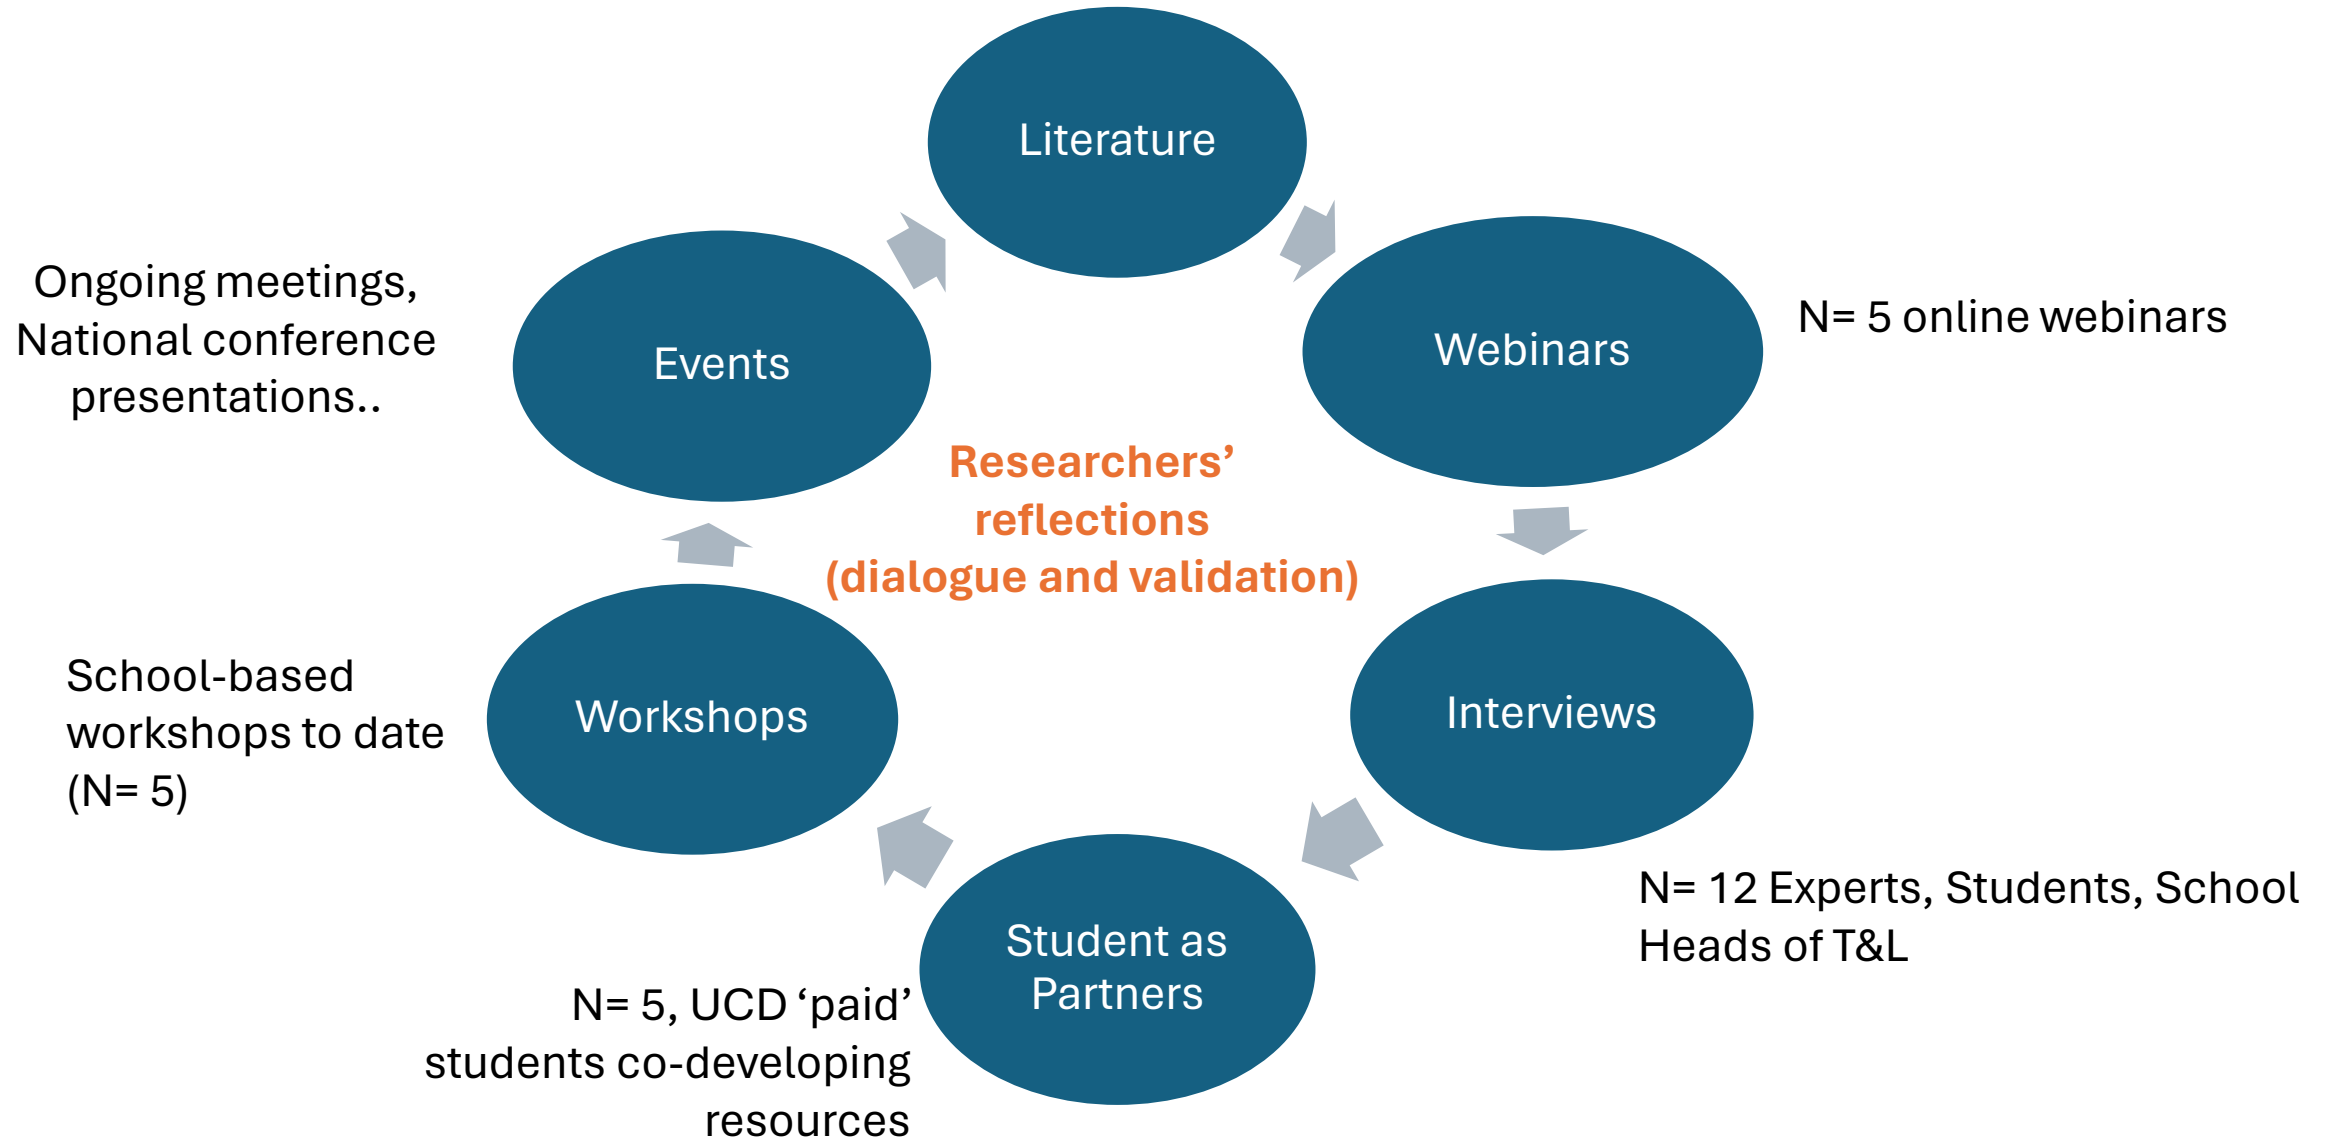 Literature
Webinars
N= 5 online webinars
Interviews
N= 12 Experts, Students, School
Heads of T&L
Student as
Partners
N= 5, UCD ‘paid’
students co-developing
resources
Workshops
School-based
workshops to date
(N= 5)
Events
Ongoing meetings,
National conference
presentations..
Researchers’
reflections
(dialogue and validation)